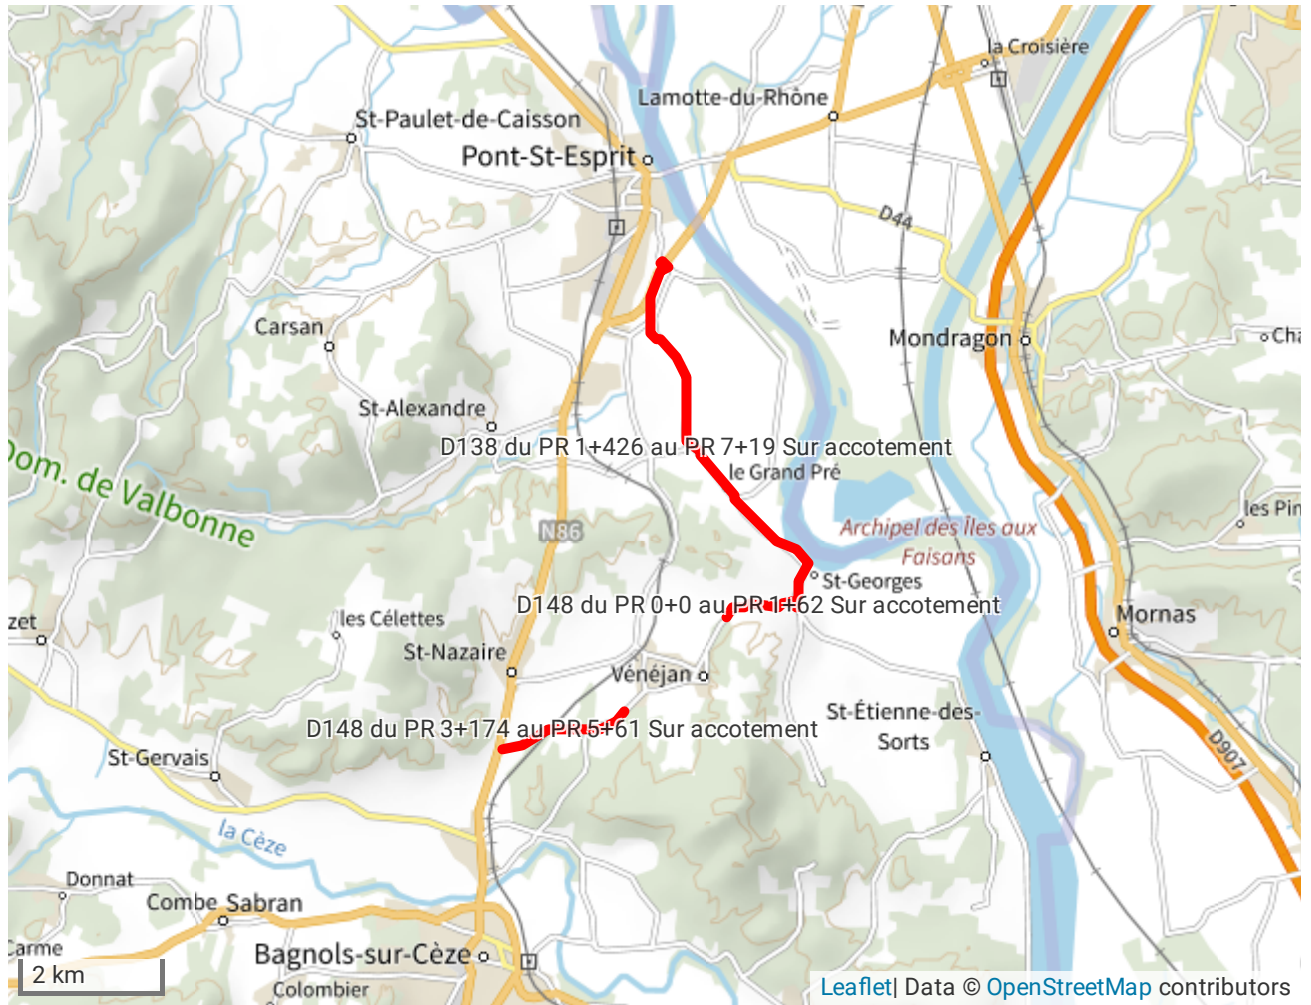 la Croisière
Lamotte-du-Rhône
St-Paulet-de-Caisson
Pont-St-Esprit
D44
Carsan
Mondragon
St-Alexandre
D138 du PR 1+426 au PR 7+19 Sur accotement
le Grand Pré
Dom. de Valbonne
les Pin
N86
Archipel des Îles aux
Faisans
St-Georges
D148 du PR 0+0 au PR 1+62 Sur accotement
zet
les Célettes
Mornas
St-Nazaire
Vénéjan
St-Étienne-des-
Sorts
D148 du PR 3+174 au PR 5+61 Sur accotement
D907
St-Gervais
la Cèze
Donnat
Combe Sabran
Carme
Bagnols-sur-Cèze
2 km
Colombier
Leaflet| Data © OpenStreetMap contributors